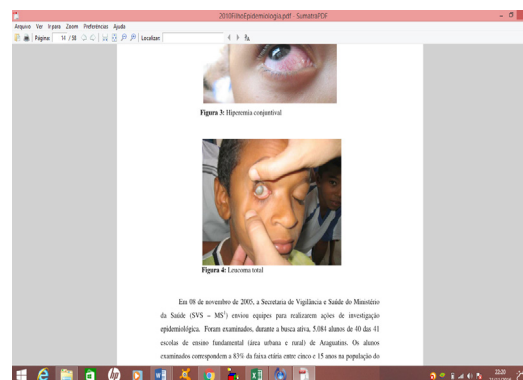 2010FilhoEpideminingia.pdf - SumatraPDF
Arquivo Ver Ir para Zoom Preferências Ajuda
Página: 14 / 98 Localizar:
Figura 3: Hiperemia conjuntival
Figura 4: Leucoma total
Em 08 de novembro de 2005, a Secretaria de Vigilância e Saúde do Ministério
da Saúde (SVS – MS¹) enviou equipes para realizarem ações de investigação
epidemiológica. Foram examinados, durante a busca ativa, 5.084 alunos de 40 das 41
escolas de ensino fundamental (área urbana e rural) de Araguatins. Os alunos
examinados correspondem a 83% da faixa etária entre cinco e 15 anos na população do
hp
22:20